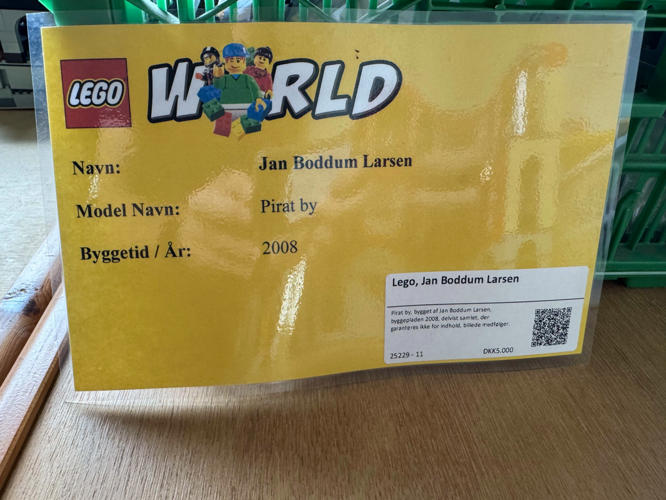 LEGO WORLD
Navn: Jan Boddum Larsen
Model Navn: Pirat by
Byggetid / År: 2008
Lego, Jan Boddum Larsen
Pirat by, bygget af Jan Boddum Larsen,
byggepladen 2008, delvist samlet, der
garanteres ikke for indhold, billede medfølger.
25229 - 11 DKK5.000